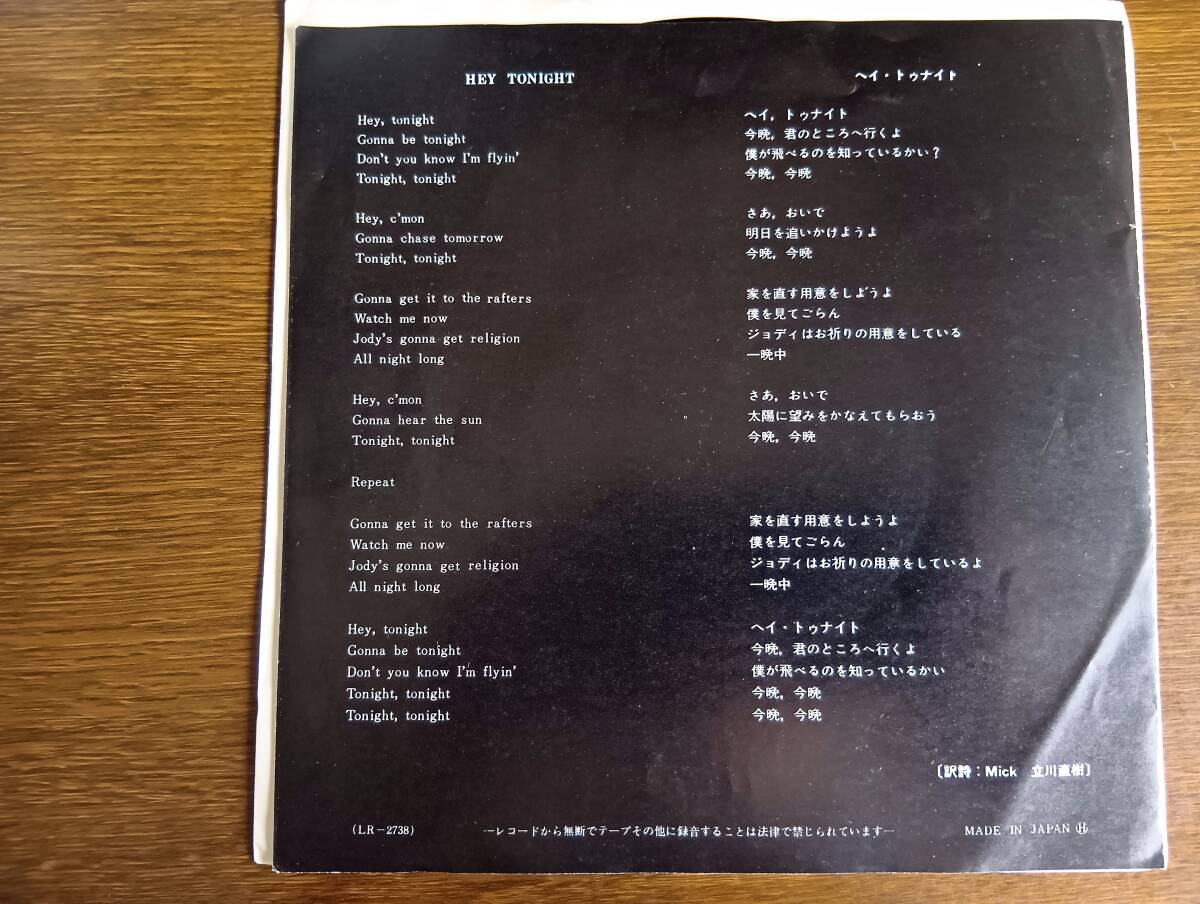 HEY TONIGHT
Hey, tonight
Gonna be tonight
Don't you know I'm flyin'
Tonight, tonight
Hey, c'mon
Gonna chase tomorrow
Tonight, tonight
Gonna get it to the rafters
Watch me now
Jody's gonna get religion
All night long
Hey, c'mon
Gonna hear the sun
Tonight, tonight
Repeat
Gonna get it to the rafters
Watch me now
Jody's gonna get religion
All night long
Hey, tonight
Gonna be tonight
Don't you know I'm flyin'
Tonight, tonight
Tonight, tonight
ヘイ・トゥナイト
ヘイ，トゥナイト
今晩，君のところへ行くよ
僕が飛べるのを知っているかい？
今晩，今晩
さあ，おいで
明日を追いかけようよ
今晩，今晩
家を直す用意をしようよ
僕を見てごらん
ジョディはお祈りの用意をしている
一晩中
さあ，おいで
太陽に望みをかなえてもらおう
今晩，今晩
家を直す用意をしようよ
僕を見てごらん
ジョディはお祈りの用意をしているよ
一晩中
ヘイ・トゥナイト
今晩，君のところへ行くよ
僕が飛べるのを知っているかい
今晩，今晩
今晩，今晩
〔訳詩：Mick 立川直樹〕
(LR－2738) ―レコードから無断でテープその他に録音することは法律で禁じられています― MADE IN JAPAN Ⓗ